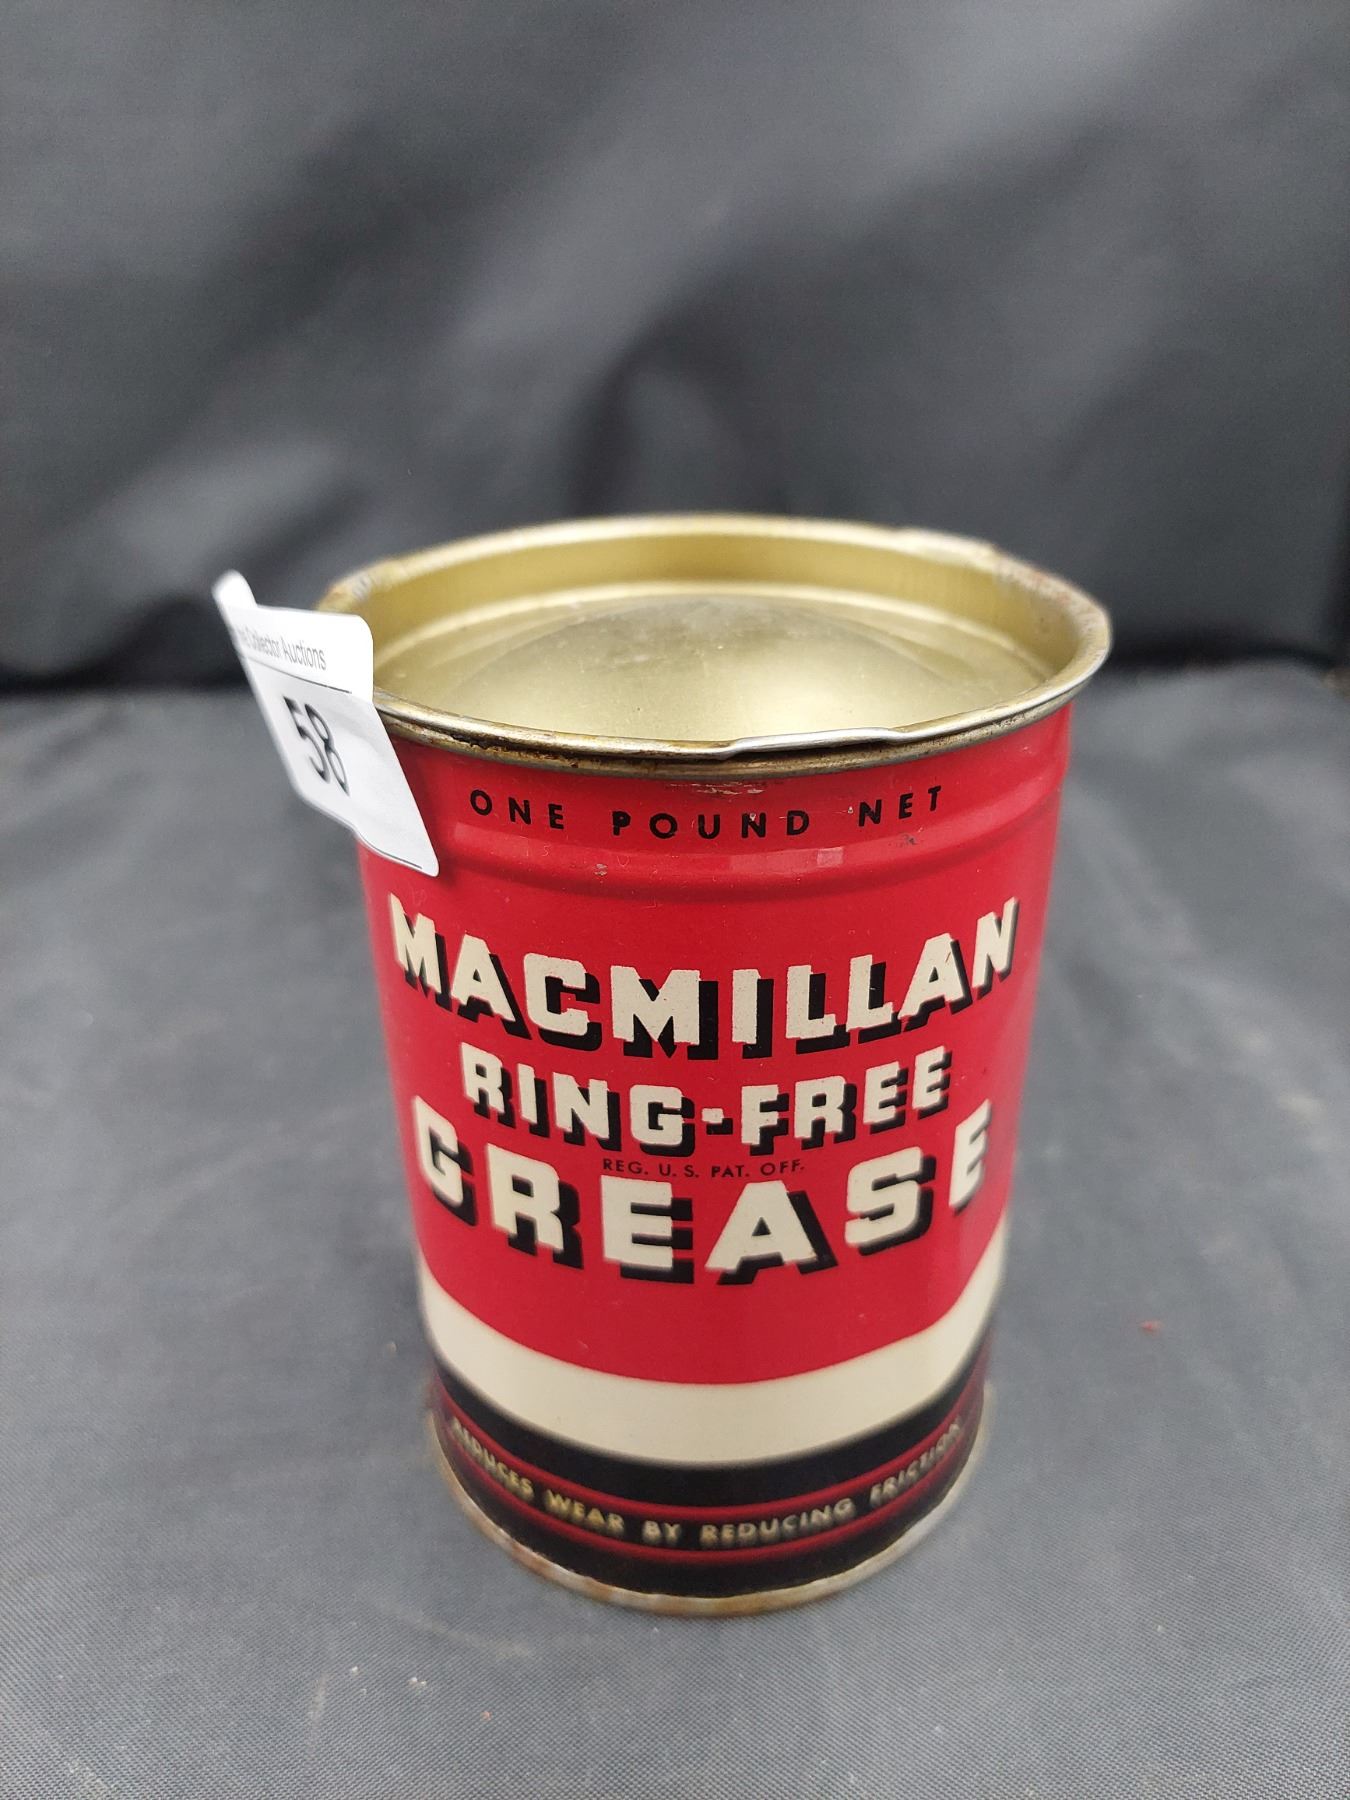 Collector Auctions
58
ONE POUND NET
MACMILLAN
RING-FREE
REG. U. S. PAT. OFF.
GREASE
REDUCES WEAR BY REDUCING FRICTION